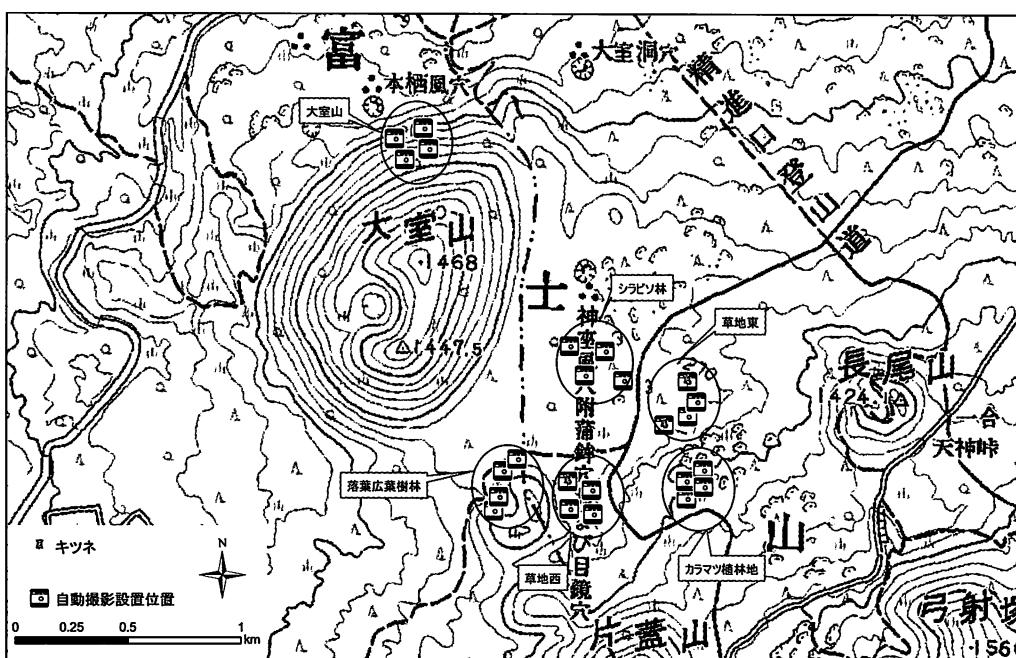 富
大室洞穴
本栖風穴
大室山
精進口登山道
大室山
・1468
士
シラビソ林
草地東
1447.5
長尾山
1424
一合
天神峠
落葉広葉樹林
神座風穴附蒲鉾穴
び眼鏡穴
山
キツネ
N
草地西
カラマツ植林地
自動撮影設置位置
弓射塚
片蓋山
0 0.25 0.5 1
km